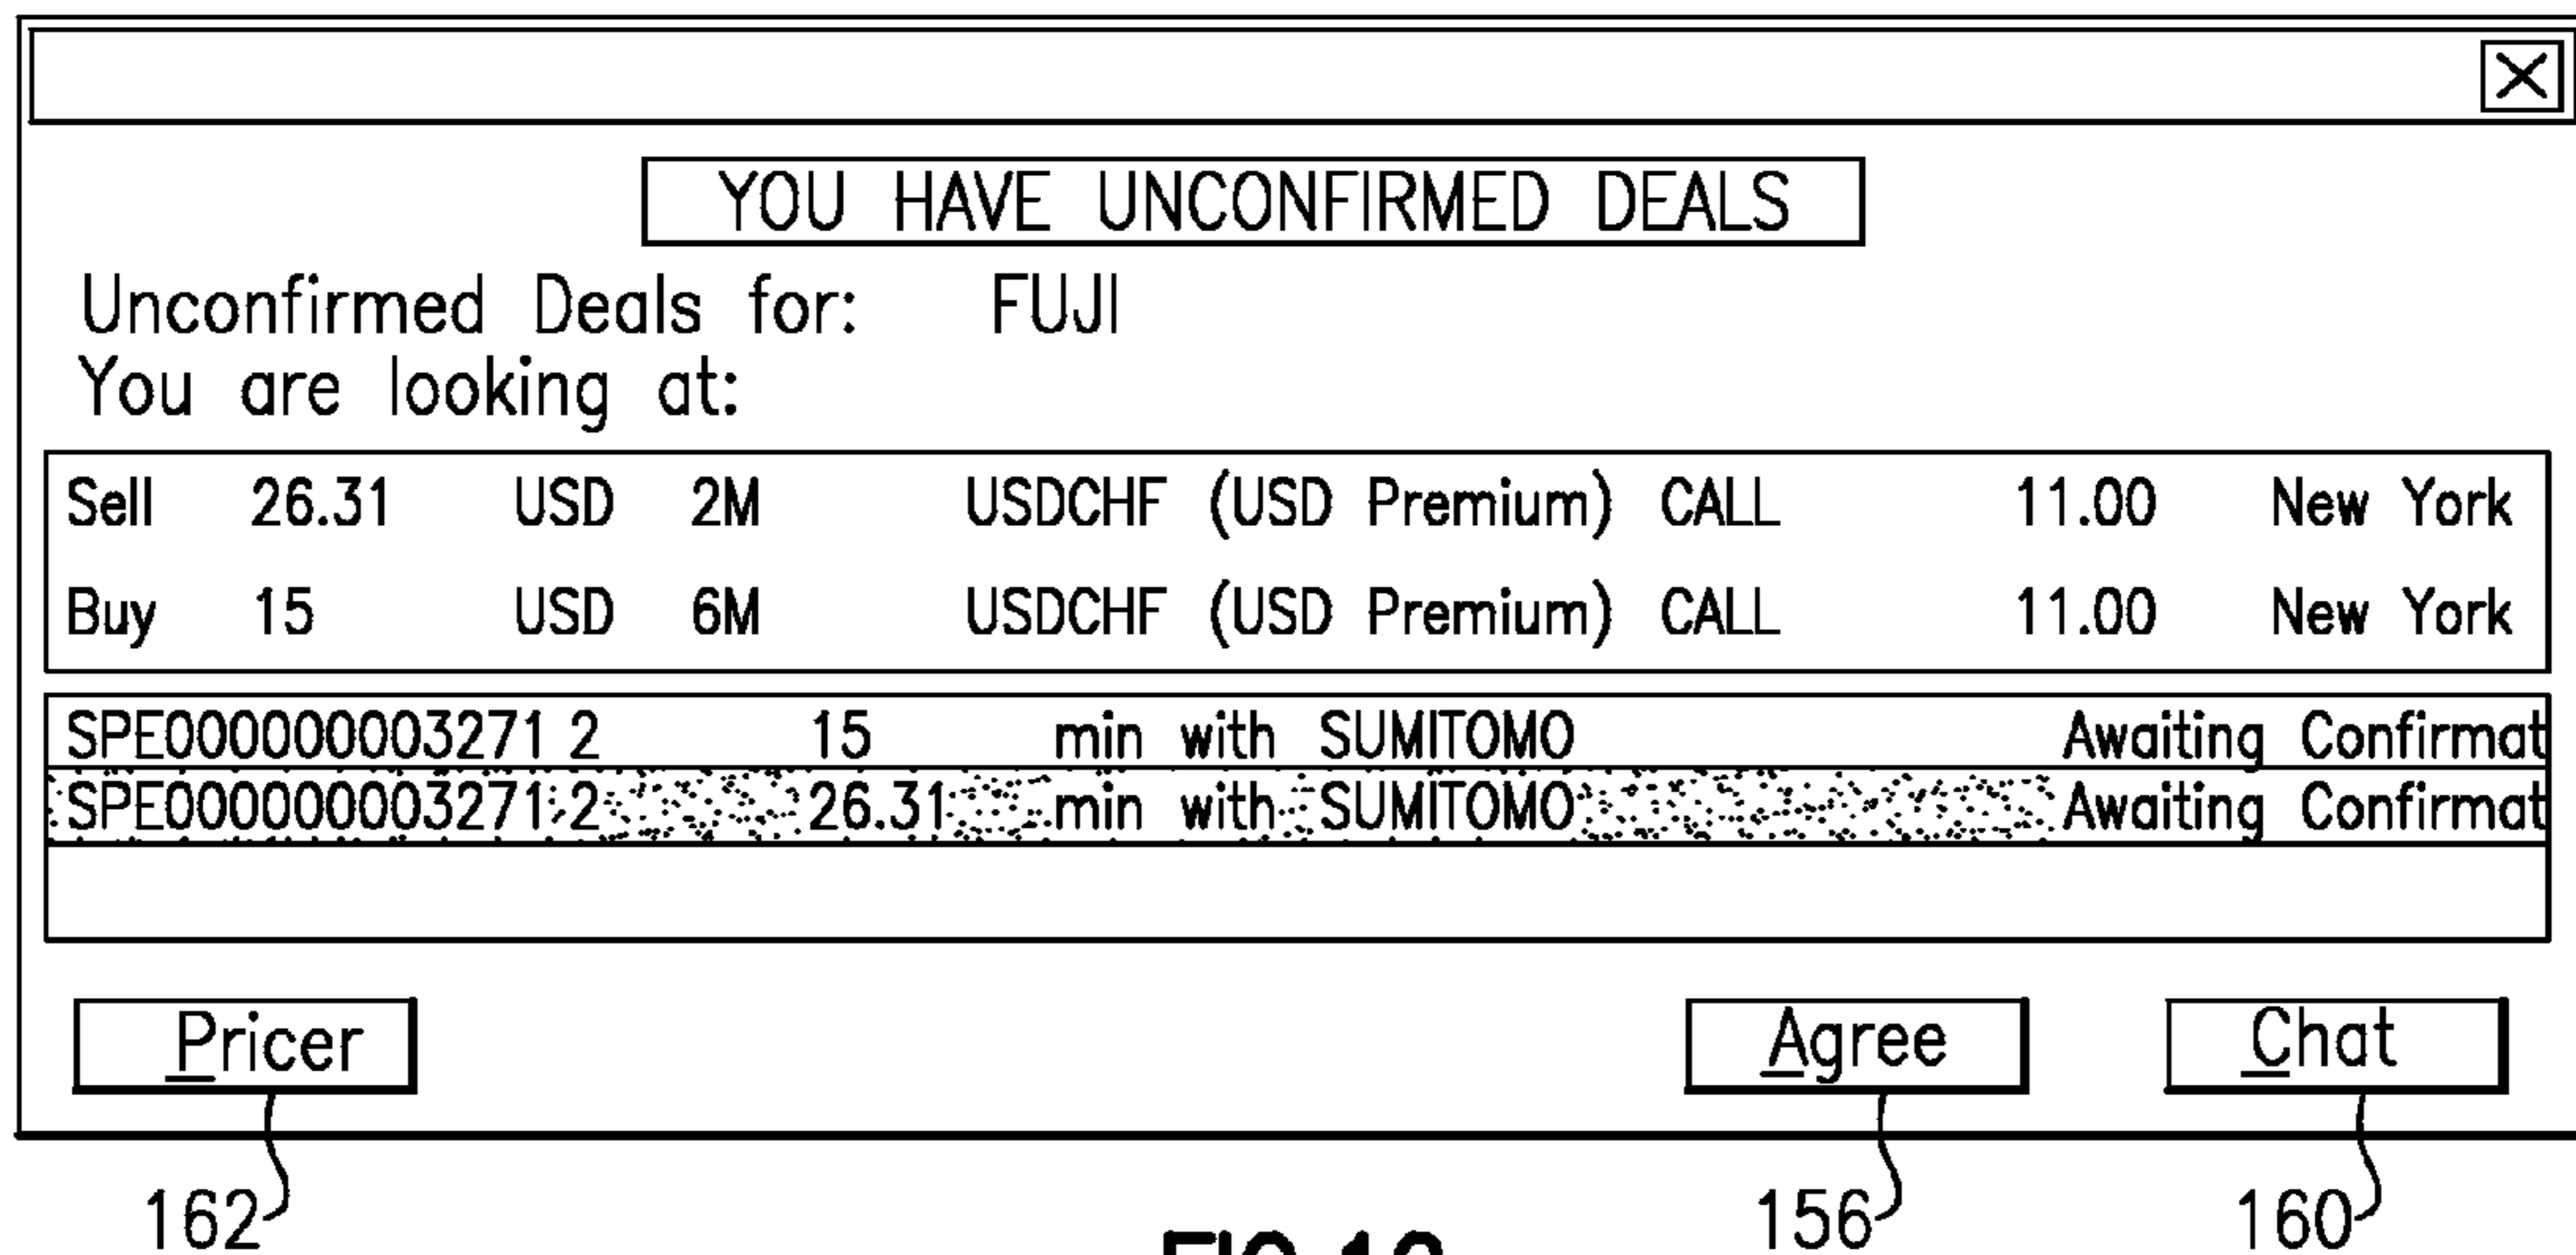 X
YOU HAVE UNCONFIRMED DEALS
Unconfirmed Deals for: FUJI
You are looking at:
Sell 26.31 USD 2M USDCHF (USD Premium) CALL 11.00 New York
Buy 15 USD 6M USDCHF (USD Premium) CALL 11.00 New York
SPE000000003271 2 15 min with SUMITOMO Awaiting Confirmat
SPE000000003271 2 26.31 min with SUMITOMO Awaiting Confirmat
Pricer Agree Chat
162 156 160